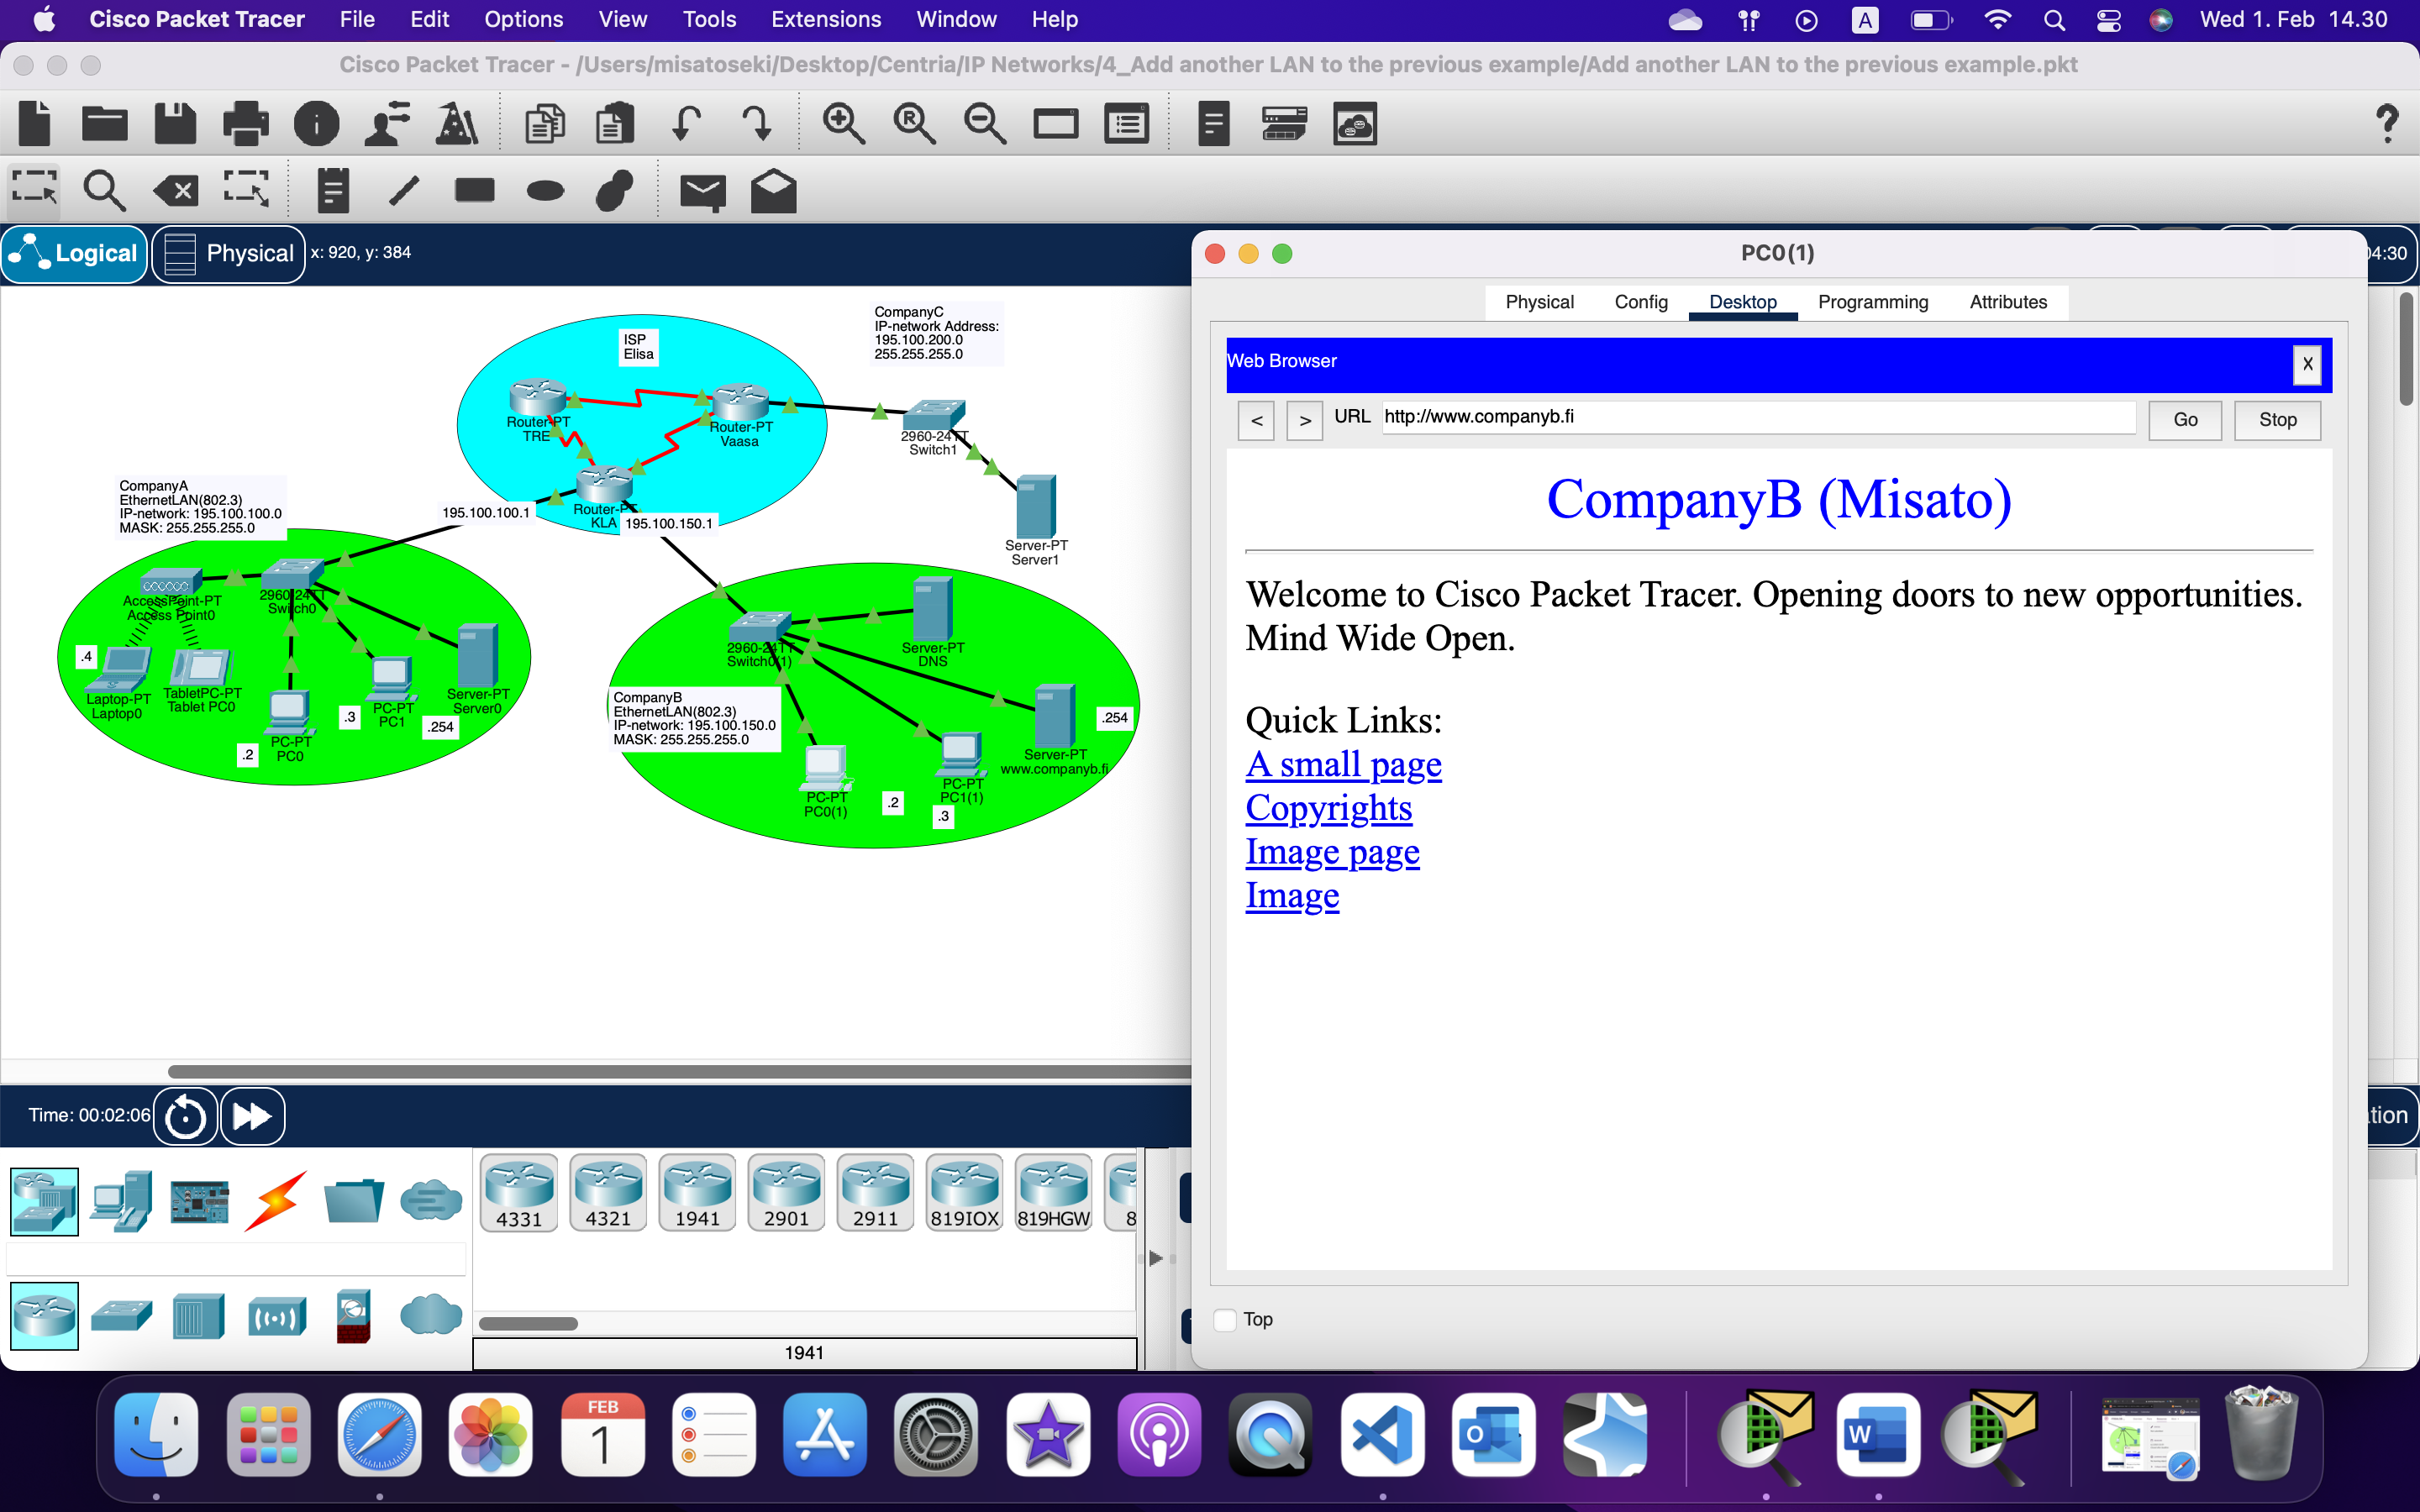 Cisco Packet Tracer File Edit Options View Tools Extensions Window Help A Wed 1. Feb 14.30
Cisco Packet Tracer - /Users/misatoseki/Desktop/Centria/IP Networks/4_Add another LAN to the previous example/Add another LAN to the previous example.pkt
Logical Physical x: 920, y: 384
04:30
PC0(1)
Physical Config Desktop Programming Attributes
Web Browser X
< > URL http://www.companyb.fi Go Stop
CompanyB (Misato)
Welcome to Cisco Packet Tracer. Opening doors to new opportunities.
Mind Wide Open.
Quick Links:
A small page
Copyrights
Image page
Image
Top
ISP
Elisa
Router-PT
TRE
Router-PT
Vaasa
Router-PT
KLA
195.100.100.1
195.100.150.1
CompanyC
IP-network Address:
195.100.200.0
255.255.255.0
2960-24TT
Switch1
Server-PT
Server1
CompanyA
EthernetLAN(802.3)
IP-network: 195.100.100.0
MASK: 255.255.255.0
AccessPoint-PT
Access Point0
2960-24TT
Switch0
.4
Laptop-PT
Laptop0
TabletPC-PT
Tablet PC0
.2
PC-PT
PC0
.3
PC-PT
PC1
Server-PT
Server0
.254
2960-24TT
Switch0(1)
Server-PT
DNS
CompanyB
EthernetLAN(802.3)
IP-network: 195.100.150.0
MASK: 255.255.255.0
PC-PT
PC0(1)
.2
PC-PT
PC1(1)
.3
Server-PT
www.companyb.fi
.254
Time: 00:02:06
tion
4331 4321 1941 2901 2911 819IOX 819HGW 8
1941
FEB
1